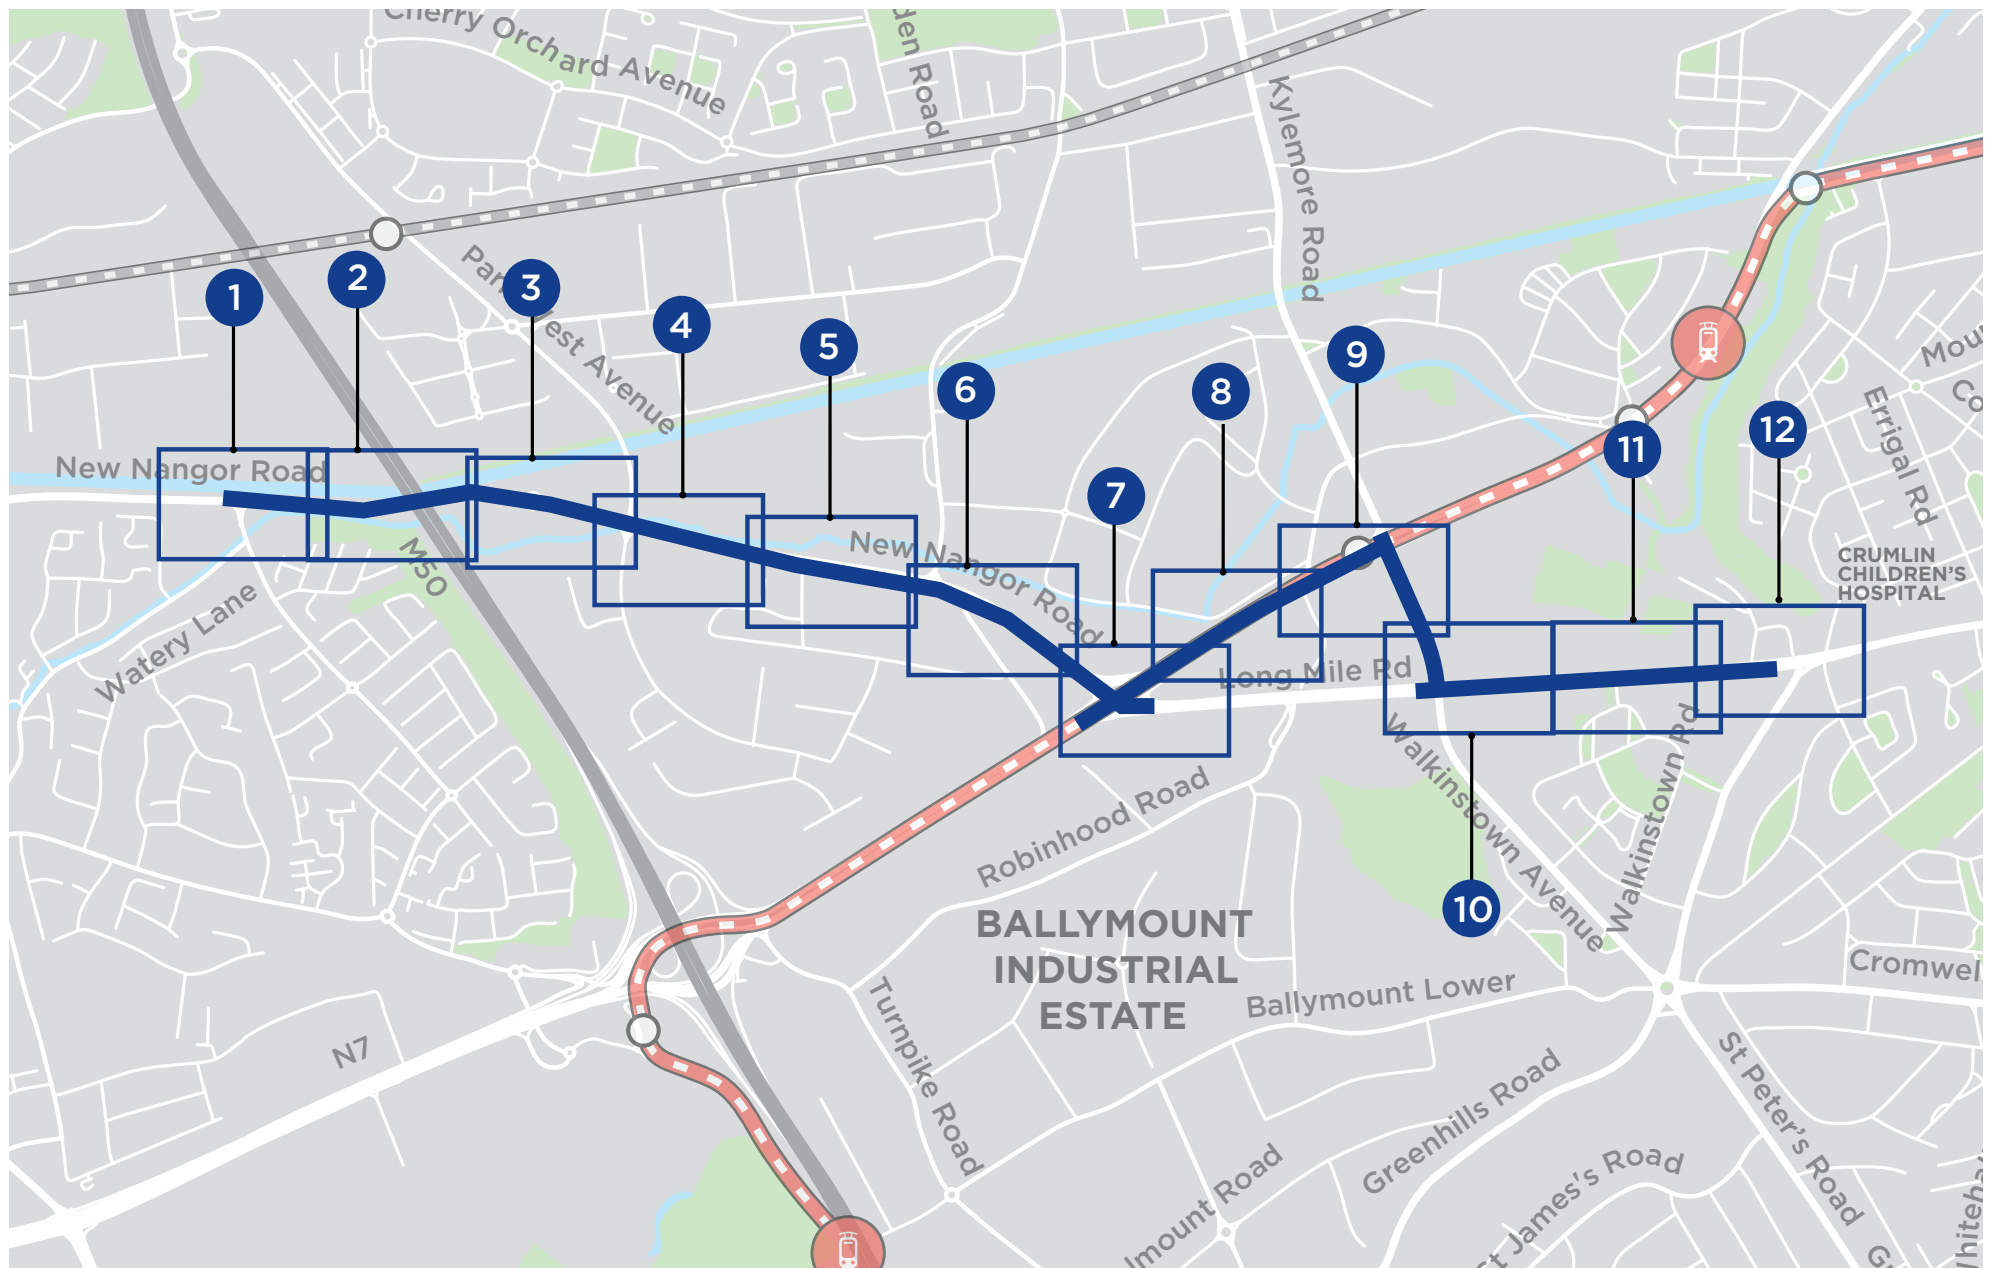 Cherry Orchard Avenue
den Road
Kylemore Road
Park West Avenue
1
2
3
4
5
6
7
8
9
10
11
12
New Nangor Road
New Nangor Road
M50
Watery Lane
Long Mile Rd
Errigal Rd
CRUMLIN
CHILDREN'S
HOSPITAL
Walkinstown Avenue
Walkinstown Rd
Robinhood Road
BALLYMOUNT
INDUSTRIAL
ESTATE
Ballymount Lower
Turnpike Road
N7
Greenhills Road
St Peter's Road
St James's Road